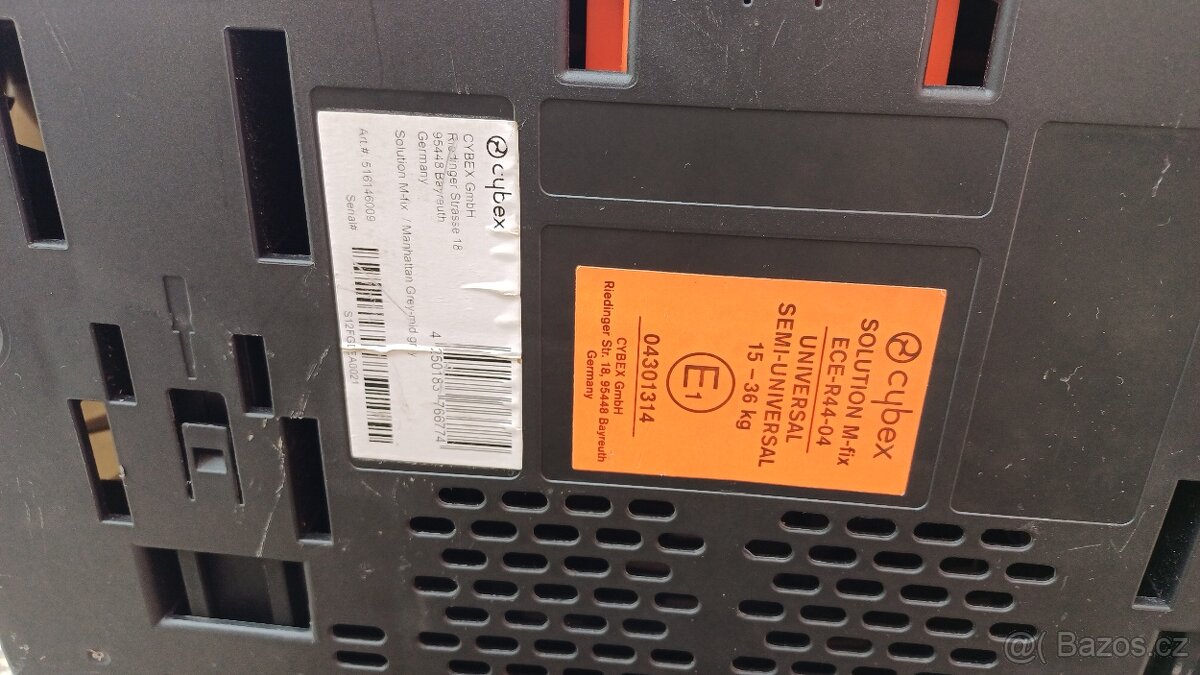 cybex
CYBEX GmbH
Riedinger Strasse 18
95448 Bayreuth
Germany
Solution M-fix / Manhattan Grey-mid grey
Art.# 516146009
Serial#
cybex
SOLUTION M-fix
ECE-R44-04
UNIVERSAL
SEMI-UNIVERSAL
15 – 36 kg
E1
04301314
CYBEX GmbH
Riedinger Str. 18, 95448 Bayreuth
Germany
@( Bazos.cz